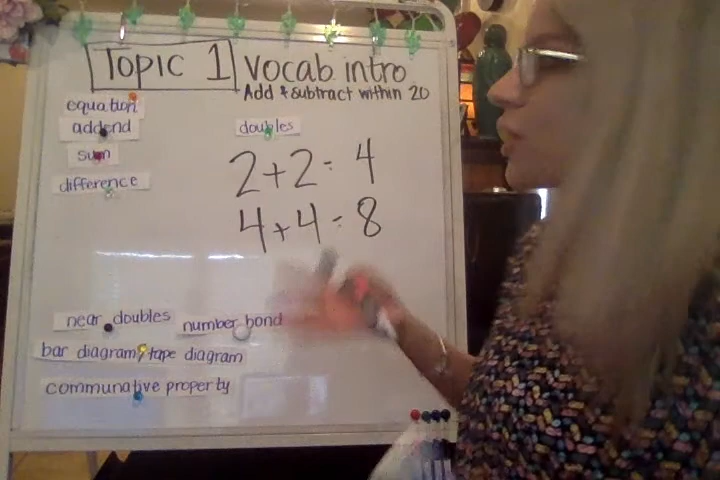 Topic 1 Vocab intro
Add + subtract within 20
equation
addend
sum
difference
doubles
2+2=4
4+4=8
near doubles
number bond
bar diagram/tape diagram
communative property